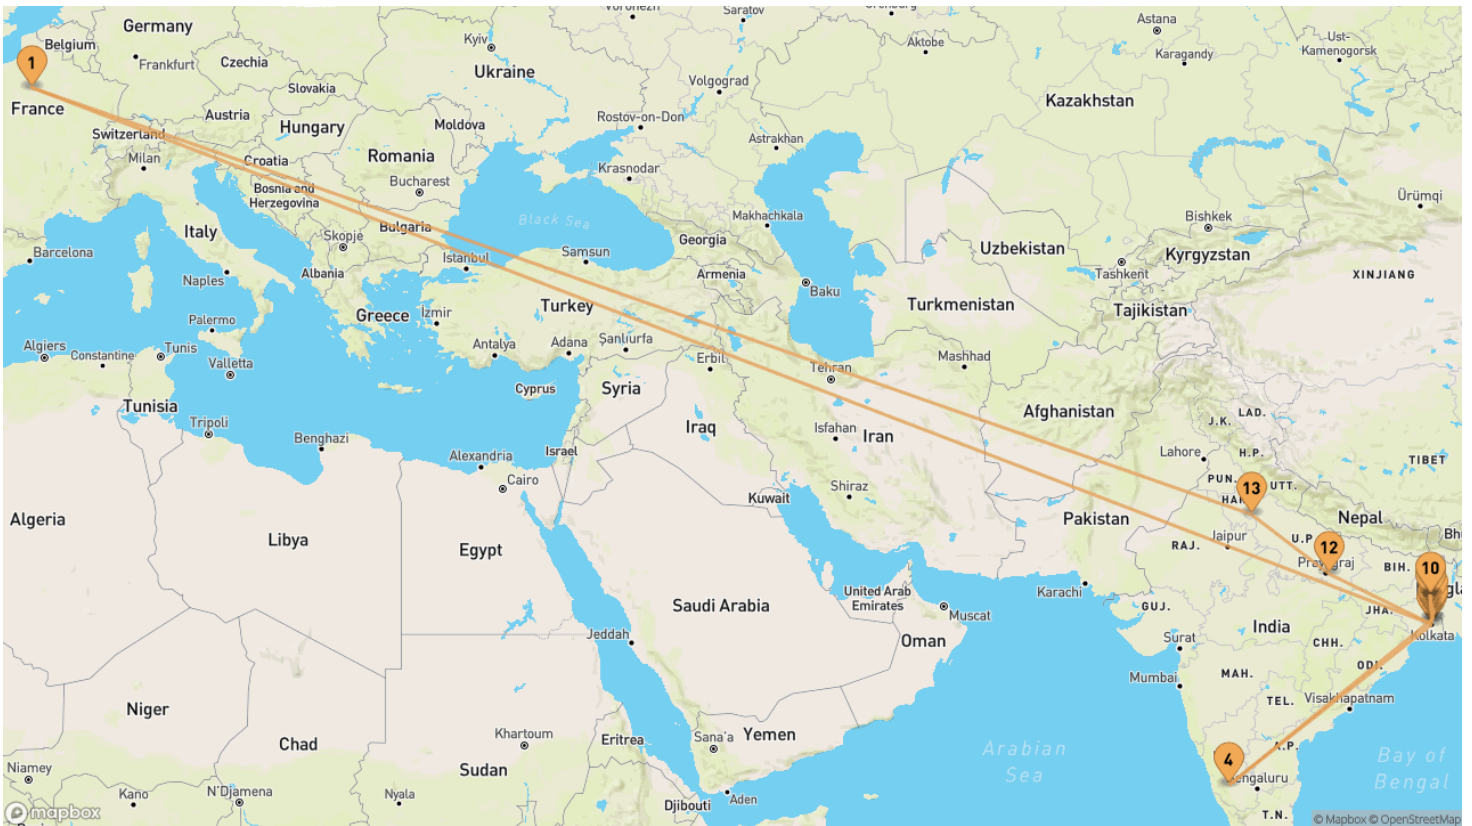 Voronezh
Saratov
Orenburg
Germany
Belgium
Frankfurt
Czechia
Kyiv
Ukraine
Aktobe
Astana
Karagandy
Ust-
Kamenogorsk
1
France
Slovakia
Volgograd
Kazakhstan
Austria
Hungary
Moldova
Rostov-on-Don
Switzerland
Milan
Croatia
Romania
Astrakhan
Krasnodar
Bosnia and
Herzegovina
Bucharest
Ürümqi
Italy
Bulgaria
Black Sea
Makhachkala
Bishkek
Skopje
Georgia
Uzbekistan
Kyrgyzstan
Barcelona
Istanbul
Samsun
Tashkent
Naples
Albania
Armenia
XINJIANG
Baku
Turkey
Turkmenistan
Tajikistan
Greece
İzmir
Palermo
Algiers
Constantine
Tunis
Valletta
Antalya
Adana
Şanlıurfa
Erbil
Tehran
Mashhad
Cyprus
Syria
Tunisia
Afghanistan
LAD.
J.K.
Tripoli
Benghazi
Iraq
Isfahan
Iran
Israel
Alexandria
Lahore
H.P.
TIBET
Cairo
Shiraz
PUN.
UTT.
Kuwait
13
Algeria
Libya
Egypt
Pakistan
Nepal
Jaipur
U.P.
RAJ.
12
Prayagraj
BIH.
10
United Arab
Emirates
Karachi
Saudi Arabia
Muscat
GUJ.
JHA.
Jeddah
Oman
Surat
India
Kolkata
CHH.
Mumbai
MAH.
TEL.
Visakhapatnam
Niger
Chad
Khartoum
Eritrea
Sana'a
Yemen
Arabian
Sea
A.P.
Bay of
Bengal
4
Bengaluru
Niamey
Sudan
Kano
N'Djamena
Nyala
Aden
Djibouti
T.N.
mapbox
© Mapbox © OpenStreetMap